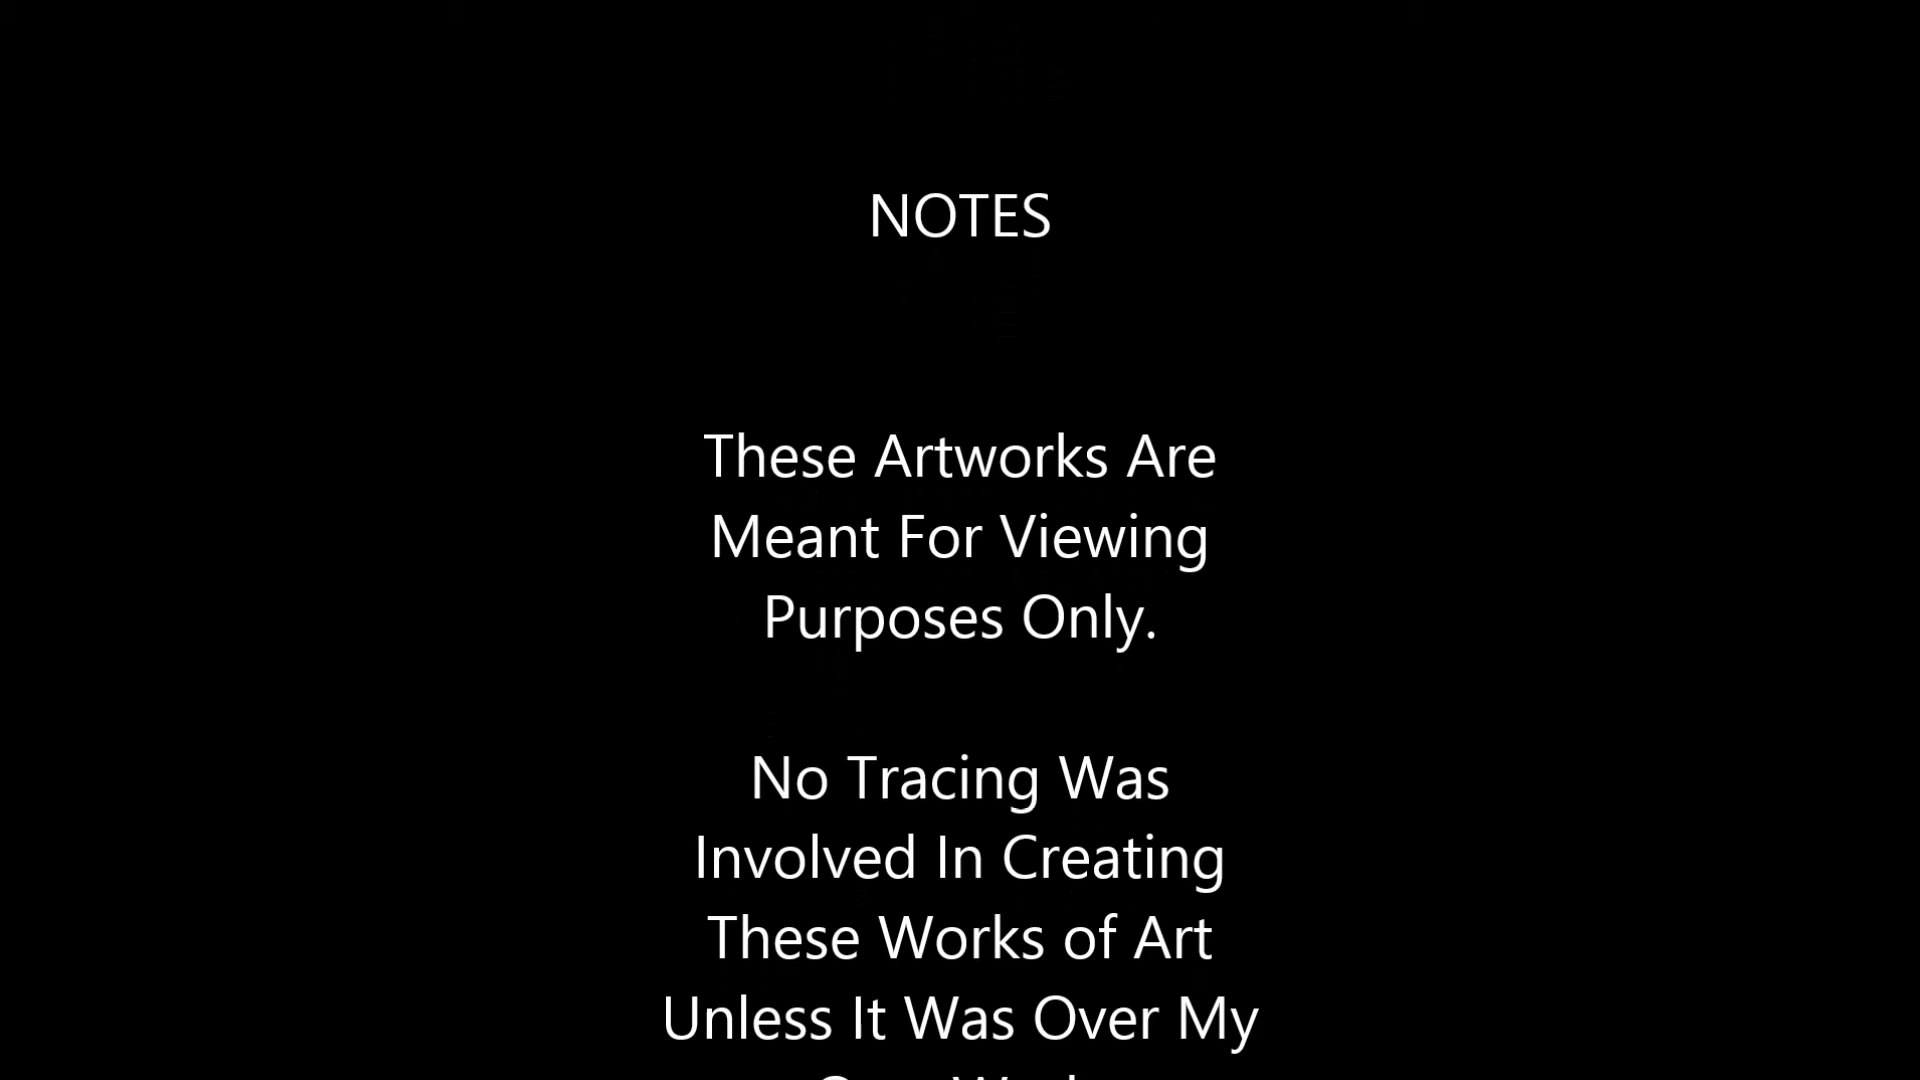 NOTES
These Artworks Are
Meant For Viewing
Purposes Only.
No Tracing Was
Involved In Creating
These Works of Art
Unless It Was Over My